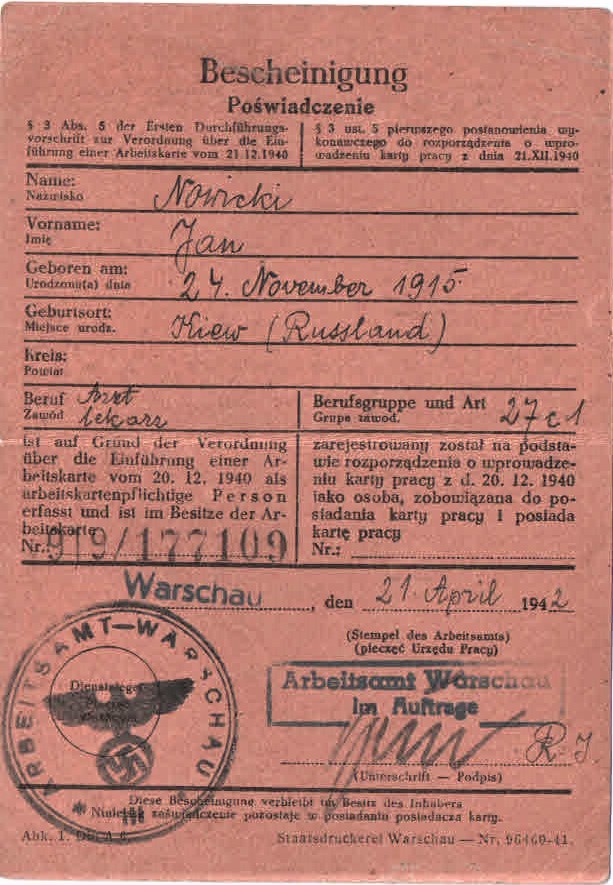 Bescheinigung
Poświadczenie
§ 3 Abs. 5 der Ersten Durchführungs-
vorschrift zur Verordnung über die Ein-
führung einer Arbeitskarte vom 21.12.1940
§ 3 ust. 5 pierwszego postanowienia wy-
konawczego do rozporządzenia o wpro-
wadzeniu karty pracy z dnia 21.XII.1940
Name: Nowicki
Nazwisko
Vorname: Jan
Imię
Geboren am: 24. November 1915
Urodzony(a) dnia
Geburtsort: Kiew (Russland)
Miejsce urodz.
Kreis:
Powiat
Beruf Arzt
Zawód lekarz
Berufsgruppe und Art 27c1
Grupa zawod.
ist auf Grund der Verordnung
über die Einführung einer Ar-
beitskarte vom 20. 12. 1940 als
arbeitskartenpflichtige Person
erfasst und ist im Besitze der Ar-
beitskarte
Nr.: 919/177109
zarejestrowany został na podsta-
wie rozporządzenia o wprowadze-
niu karty pracy z d. 20. 12. 1940
jako osoba, zobowiązana do po-
siadania karty pracy i posiada
kartę pracy
Nr.:
Warschau, den 21. April 1942
(Stempel des Arbeitsamts)
(pieczęć Urzędu Pracy)
ARBEITSAMT—WARSCHAU
Dienstsiegel
Arbeitsamt Warschau
Im Auftrage
R. J.
(Unterschrift — Podpis)
Diese Bescheinigung verbleibt im Besitz des Inhabers
Niniejsze zaświadczenie pozostaje w posiadaniu posiadacza karty.
Abk. 1.
Staatsdruckerei Warschau — Nr. 96460-41.